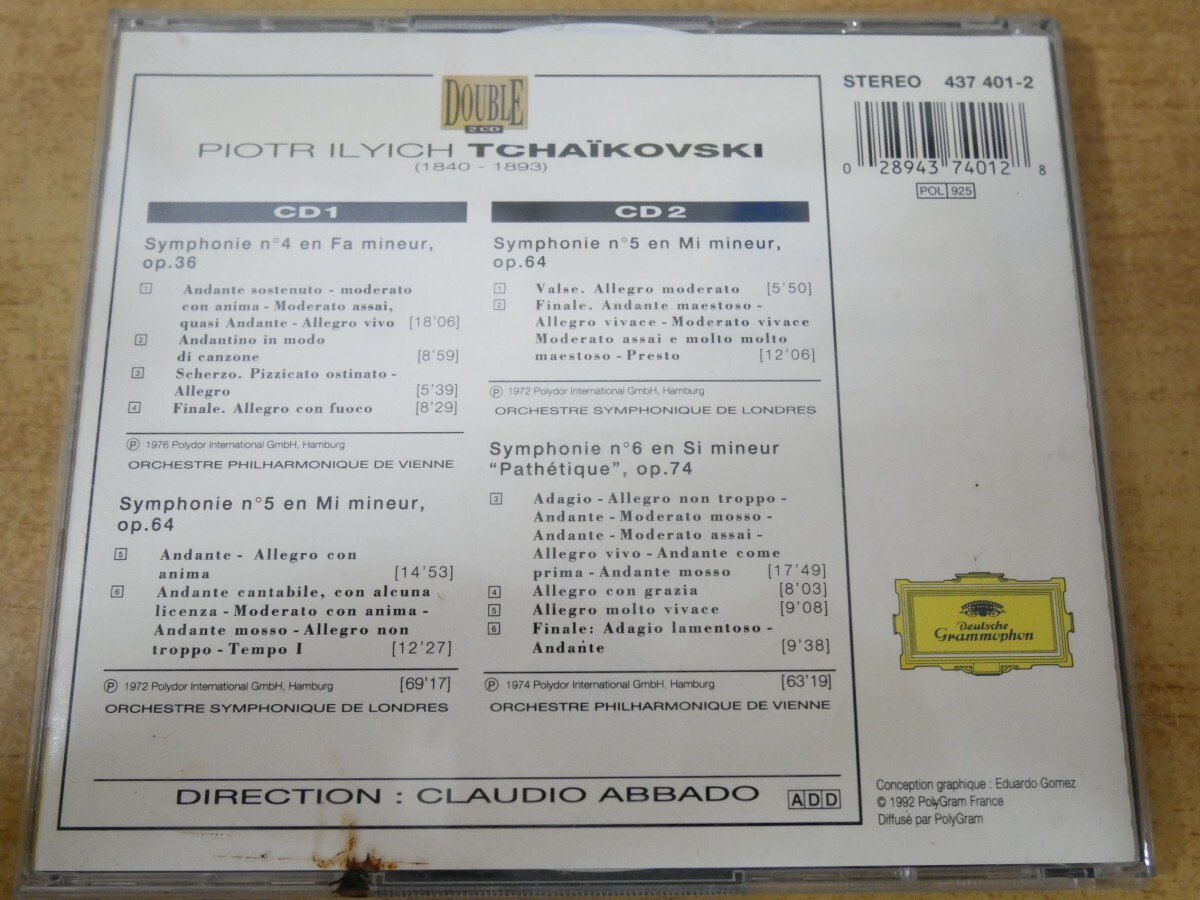 DOUBLE
2 CD
PIOTR ILYICH TCHAÏKOVSKI
(1840 - 1893)
CD 1
Symphonie n°4 en Fa mineur,
op.36
1 Andante sostenuto - moderato
con anima - Moderato assai,
quasi Andante - Allegro vivo [18'06]
2 Andantino in modo
di canzone [8'59]
3 Scherzo. Pizzicato ostinato -
Allegro [5'39]
4 Finale. Allegro con fuoco [8'29]
℗ 1976 Polydor International GmbH, Hamburg
ORCHESTRE PHILHARMONIQUE DE VIENNE
Symphonie n°5 en Mi mineur,
op.64
5 Andante - Allegro con
anima [14'53]
6 Andante cantabile, con alcuna
licenza - Moderato con anima -
Andante mosso - Allegro non
troppo - Tempo I [12'27]
℗ 1972 Polydor International GmbH, Hamburg [69'17]
ORCHESTRE SYMPHONIQUE DE LONDRES
CD 2
Symphonie n°5 en Mi mineur,
op.64
1 Valse. Allegro moderato [5'50]
2 Finale. Andante maestoso -
Allegro vivace - Moderato vivace
Moderato assai e molto molto
maestoso - Presto [12'06]
℗ 1972 Polydor International GmbH, Hamburg
ORCHESTRE SYMPHONIQUE DE LONDRES
Symphonie n°6 en Si mineur
"Pathétique", op.74
3 Adagio - Allegro non troppo -
Andante - Moderato mosso -
Andante - Moderato assai -
Allegro vivo - Andante come
prima - Andante mosso [17'49]
4 Allegro con grazia [8'03]
5 Allegro molto vivace [9'08]
6 Finale: Adagio lamentoso -
Andante [9'38]
℗ 1974 Polydor International GmbH, Hamburg [63'19]
ORCHESTRE PHILHARMONIQUE DE VIENNE
DIRECTION : CLAUDIO ABBADO ADD
STEREO 437 401-2
0 28943 74012 8
POL 925
Deutsche
Grammophon
Conception graphique : Eduardo Gomez
© 1992 PolyGram France
Diffusé par PolyGram